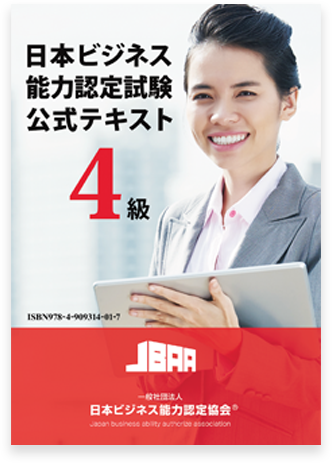 日本ビジネス
能力認定試験
公式テキスト
4級
ISBN978-4-909314-01-7
JBAA
一般社団法人
日本ビジネス能力認定協会®
Japan business ability authorize association